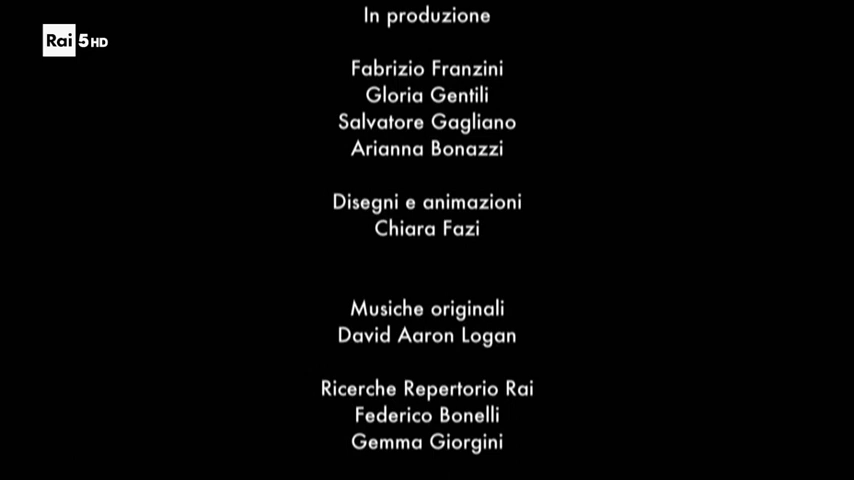 In produzione
Rai 5HD
Fabrizio Franzini
Gloria Gentili
Salvatore Gagliano
Arianna Bonazzi
Disegni e animazioni
Chiara Fazi
Musiche originali
David Aaron Logan
Ricerche Repertorio Rai
Federico Bonelli
Gemma Giorgini